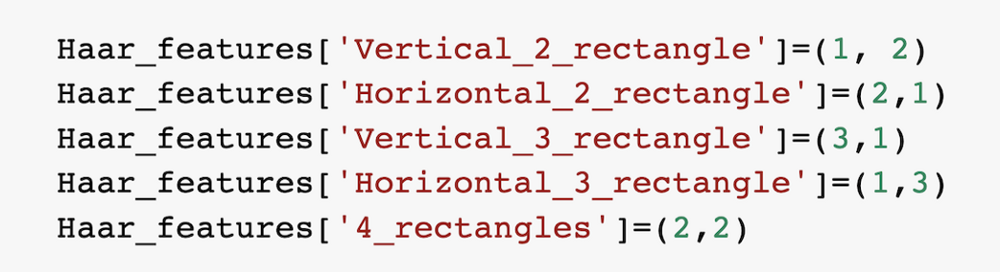 Haar_features['Vertical_2_rectangle']=(1, 2)
Haar_features['Horizontal_2_rectangle']=(2,1)
Haar_features['Vertical_3_rectangle']=(3,1)
Haar_features['Horizontal_3_rectangle']=(1,3)
Haar_features['4_rectangles']=(2,2)